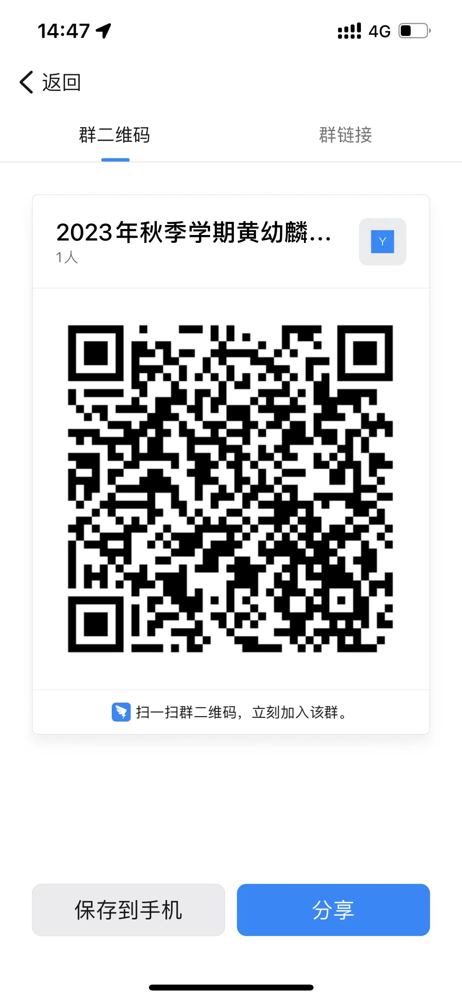 14:47 4G
返回
群二维码 群链接
2023年秋季学期黄幼麟...
1人
Y
扫一扫群二维码，立刻加入该群。
保存到手机 分享